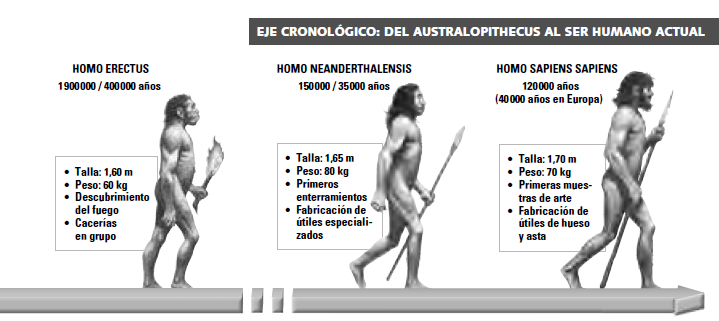 EJE CRONOLÓGICO: DEL AUSTRALOPITHECUS AL SER HUMANO ACTUAL
HOMO ERECTUS
1900000 / 400000 años
• Talla: 1,60 m
• Peso: 60 kg
• Descubrimiento
del fuego
• Cacerías
en grupo
HOMO NEANDERTHALENSIS
150000 / 35000 años
• Talla: 1,65 m
• Peso: 80 kg
• Primeros
enterramientos
• Fabricación de
útiles especiali-
zados
HOMO SAPIENS SAPIENS
120000 años
(40000 años en Europa)
• Talla: 1,70 m
• Peso: 70 kg
• Primeras mues-
tras de arte
• Fabricación de
útiles de hueso
y asta